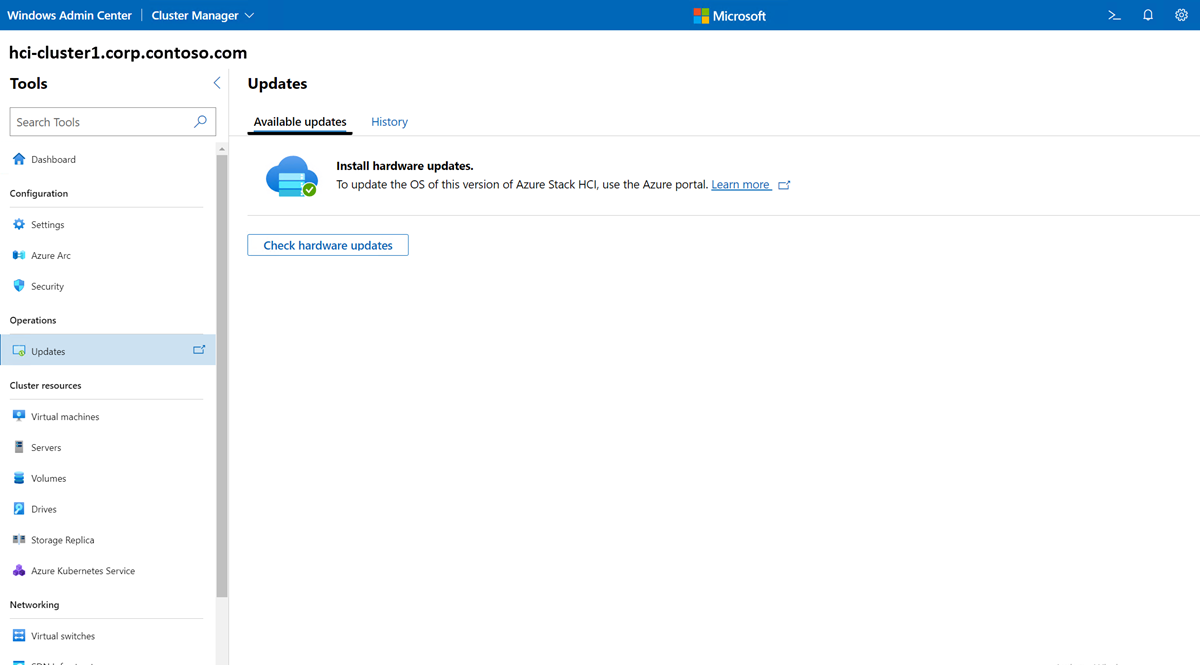 Windows Admin Center
Cluster Manager
Microsoft
hci-cluster1.corp.contoso.com
Tools
Search Tools
Dashboard
Configuration
Settings
Azure Arc
Security
Operations
Updates
Cluster resources
Virtual machines
Servers
Volumes
Drives
Storage Replica
Azure Kubernetes Service
Networking
Virtual switches
Updates
Available updates
History
Install hardware updates.
To update the OS of this version of Azure Stack HCI, use the Azure portal. Learn more
Check hardware updates